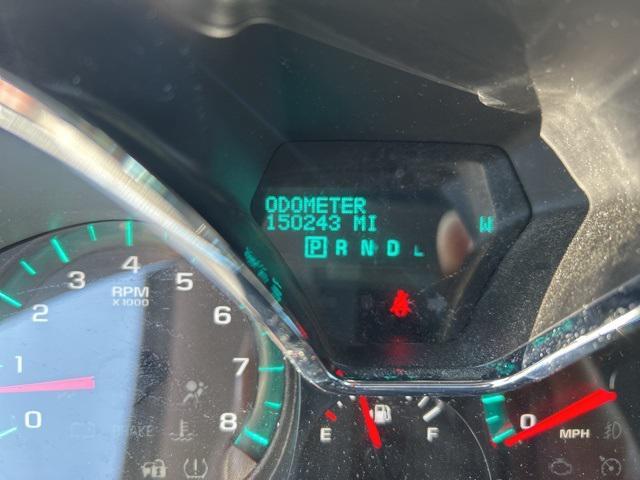 ODOMETER
150243 MI W
P R N D L
0 1 2 3 4 5 6 7 8
RPM
X1000
BRAKE
E F
0
MPH